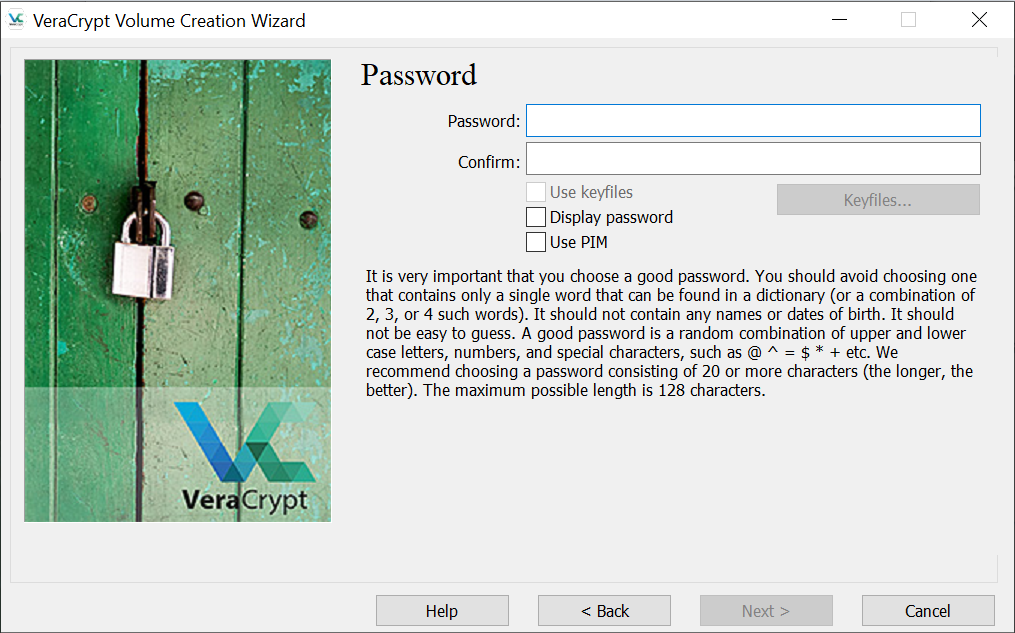 VeraCrypt Volume Creation Wizard
Password
Password:
Confirm:
Use keyfiles
Keyfiles...
Display password
Use PIM
It is very important that you choose a good password. You should avoid choosing one
that contains only a single word that can be found in a dictionary (or a combination of
2, 3, or 4 such words). It should not contain any names or dates of birth. It should
not be easy to guess. A good password is a random combination of upper and lower
case letters, numbers, and special characters, such as @ ^ = $ * + etc. We
recommend choosing a password consisting of 20 or more characters (the longer, the
better). The maximum possible length is 128 characters.
VeraCrypt
Help
< Back
Next >
Cancel